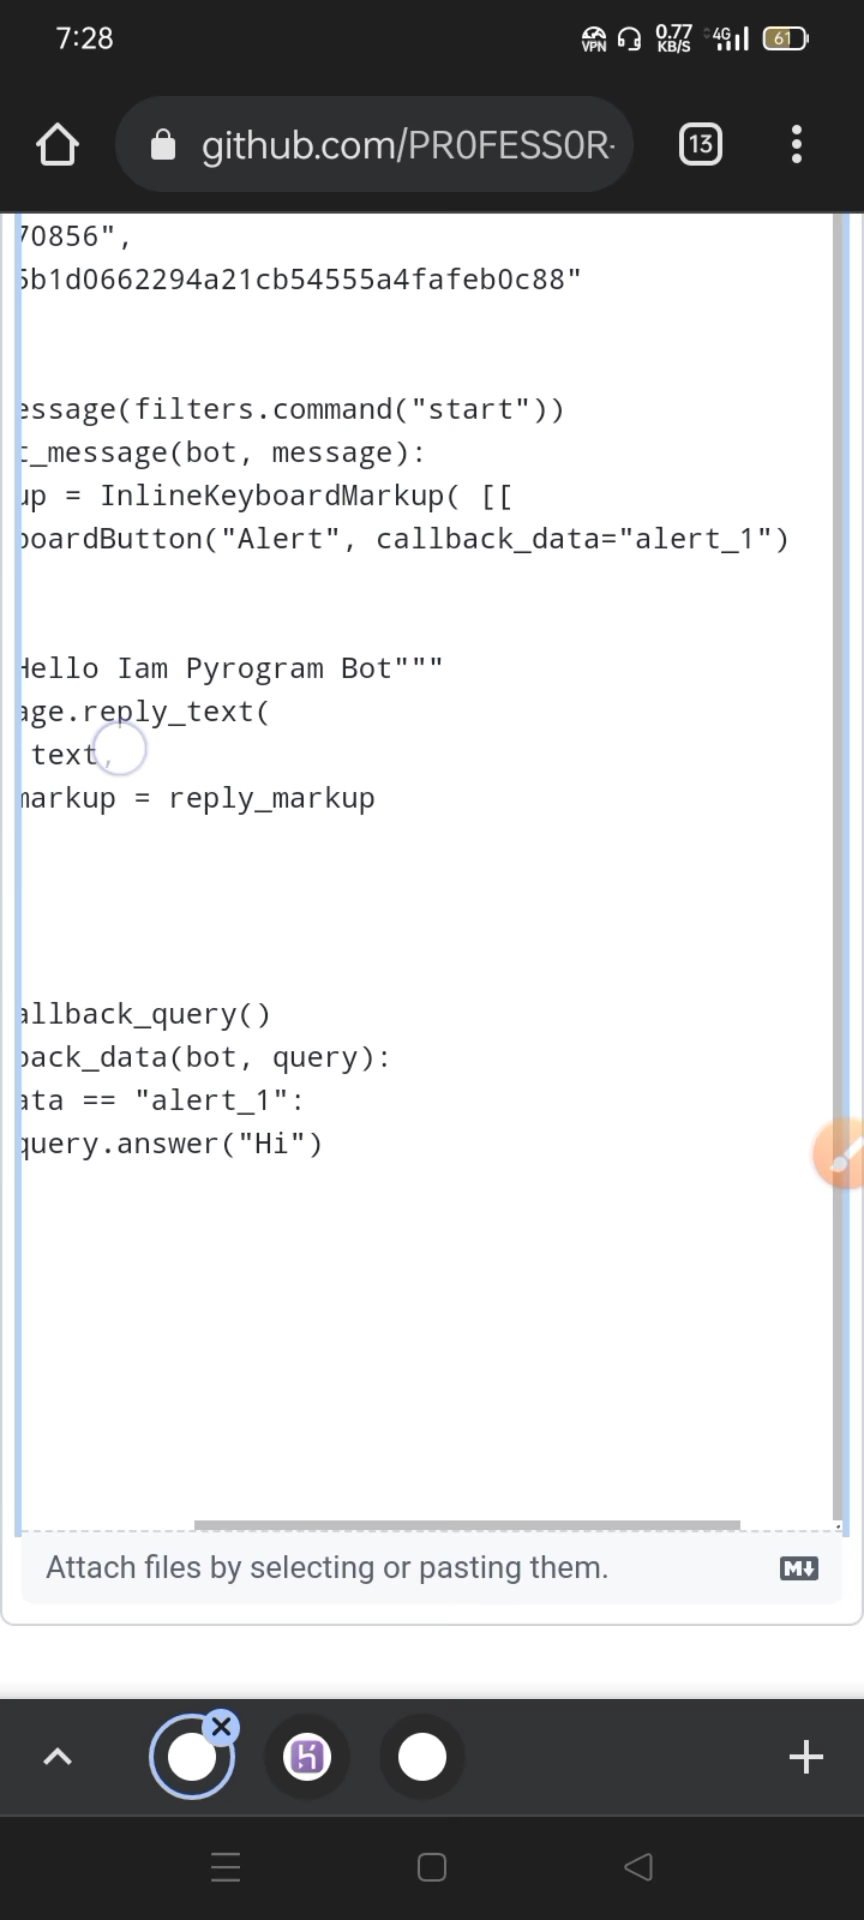 7:28
VPN
0.77
KB/S
4G
61
github.com/PR0FESS0R-
13
70856",
5b1d0662294a21cb54555a4fafeb0c88"
essage(filters.command("start"))
t_message(bot, message):
up = InlineKeyboardMarkup( [[
boardButton("Alert", callback_data="alert_1")
Hello Iam Pyrogram Bot"""
age.reply_text(
text,
markup = reply_markup
allback_query()
back_data(bot, query):
ata == "alert_1":
query.answer("Hi")
Attach files by selecting or pasting them.
M